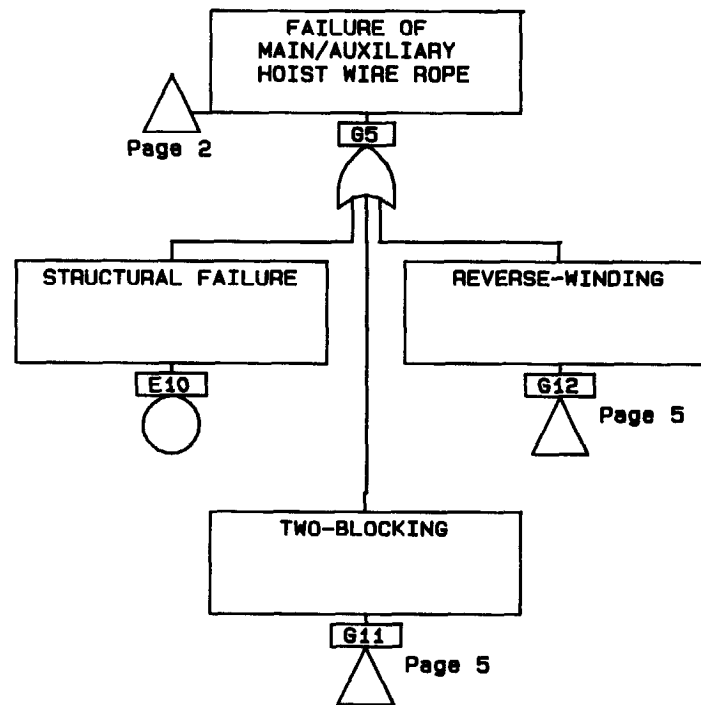 FAILURE OF
MAIN/AUXILIARY
HOIST WIRE ROPE
Page 2
G5
STRUCTURAL FAILURE
REVERSE-WINDING
E10
G12
Page 5
TWO-BLOCKING
G11
Page 5